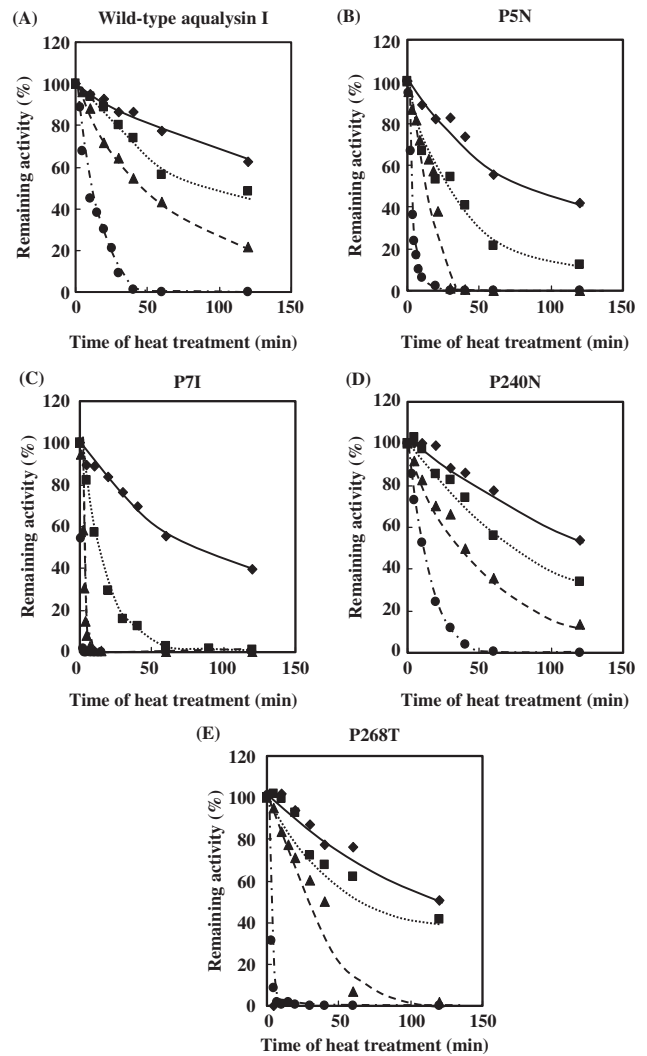 (A) Wild-type aqualysin I
120
100
80
60
40
20
0
0 50 100 150
Remaining activity (%)
Time of heat treatment (min)
(B) P5N
120
100
80
60
40
20
0
0 50 100 150
Remaining activity (%)
Time of heat treatment (min)
(C) P7I
120
100
80
60
40
20
0
0 50 100 150
Remaining activity (%)
Time of heat treatment (min)
(D) P240N
120
100
80
60
40
20
0
0 50 100 150
Remaining activity (%)
Time of heat treatment (min)
(E) P268T
120
100
80
60
40
20
0
0 50 100 150
Remaining activity (%)
Time of heat treatment (min)